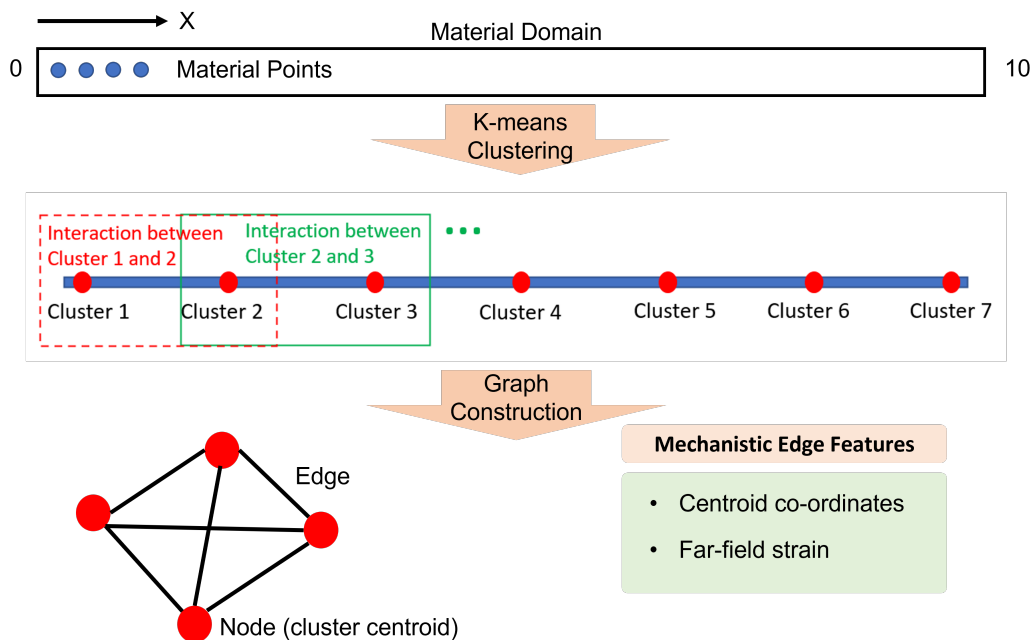 X
Material Domain
0
Material Points
10
K-means
Clustering
Interaction between
Cluster 1 and 2
Interaction between
Cluster 2 and 3
...
Cluster 1
Cluster 2
Cluster 3
Cluster 4
Cluster 5
Cluster 6
Cluster 7
Graph
Construction
Edge
Node (cluster centroid)
Mechanistic Edge Features
• Centroid co-ordinates
• Far-field strain